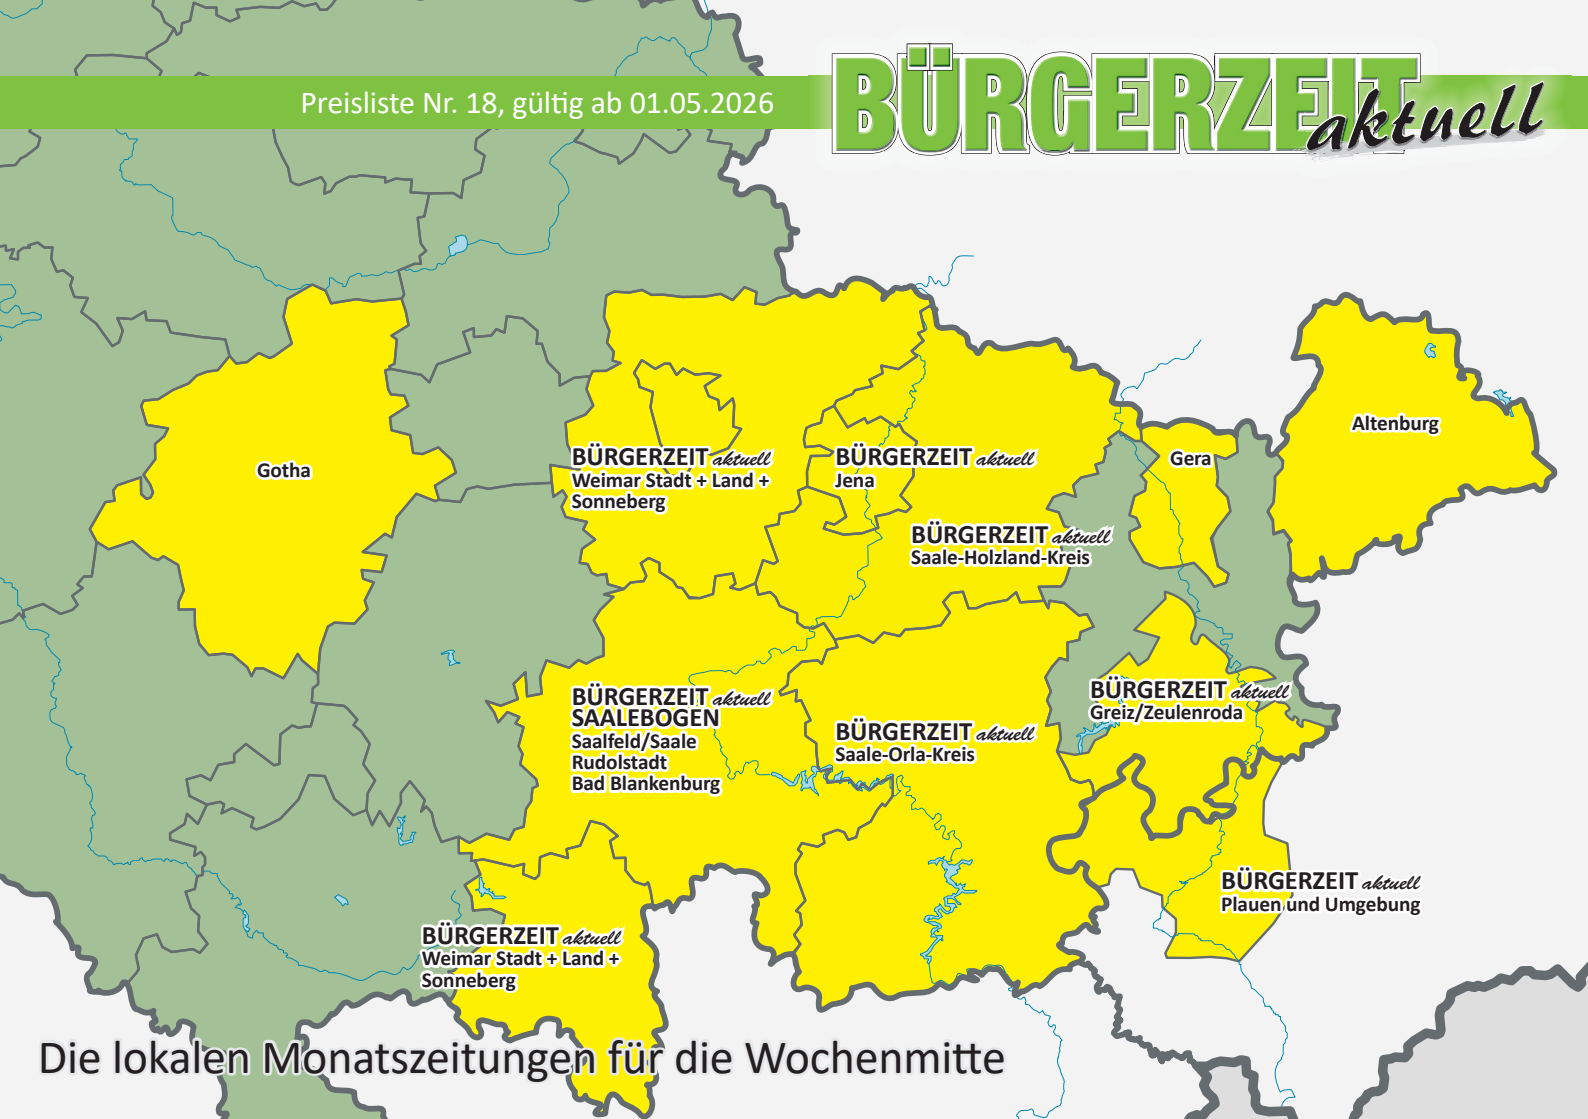 Preisliste Nr. 18, gültig ab 01.05.2026
BÜRGERZEIT
aktuell
Altenburg
Gotha
BÜRGERZEIT aktuell
Weimar Stadt + Land +
Sonneberg
BÜRGERZEIT aktuell
Jena
Gera
BÜRGERZEIT aktuell
Saale-Holzland-Kreis
BÜRGERZEIT aktuell
SAALEBOGEN
Saalfeld/Saale
Rudolstadt
Bad Blankenburg
BÜRGERZEIT aktuell
Saale-Orla-Kreis
BÜRGERZEIT aktuell
Greiz/Zeulenroda
BÜRGERZEIT aktuell
Plauen und Umgebung
BÜRGERZEIT aktuell
Weimar Stadt + Land +
Sonneberg
Die lokalen Monatszeitungen für die Wochenmitte